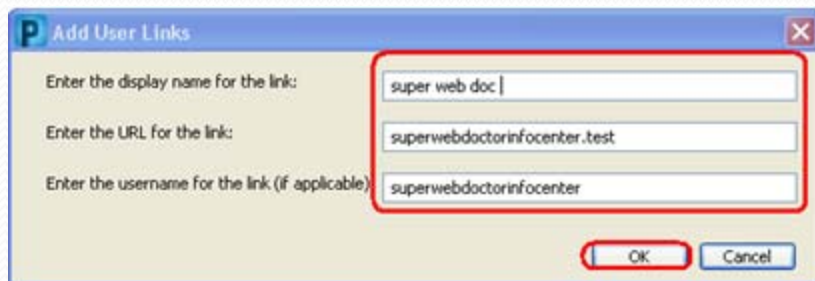 P Add User Links
Enter the display name for the link:
super web doc
Enter the URL for the link:
superwebdoctorinfocenter.test
Enter the username for the link (if applicable)
superwebdoctorinfocenter
OK
Cancel